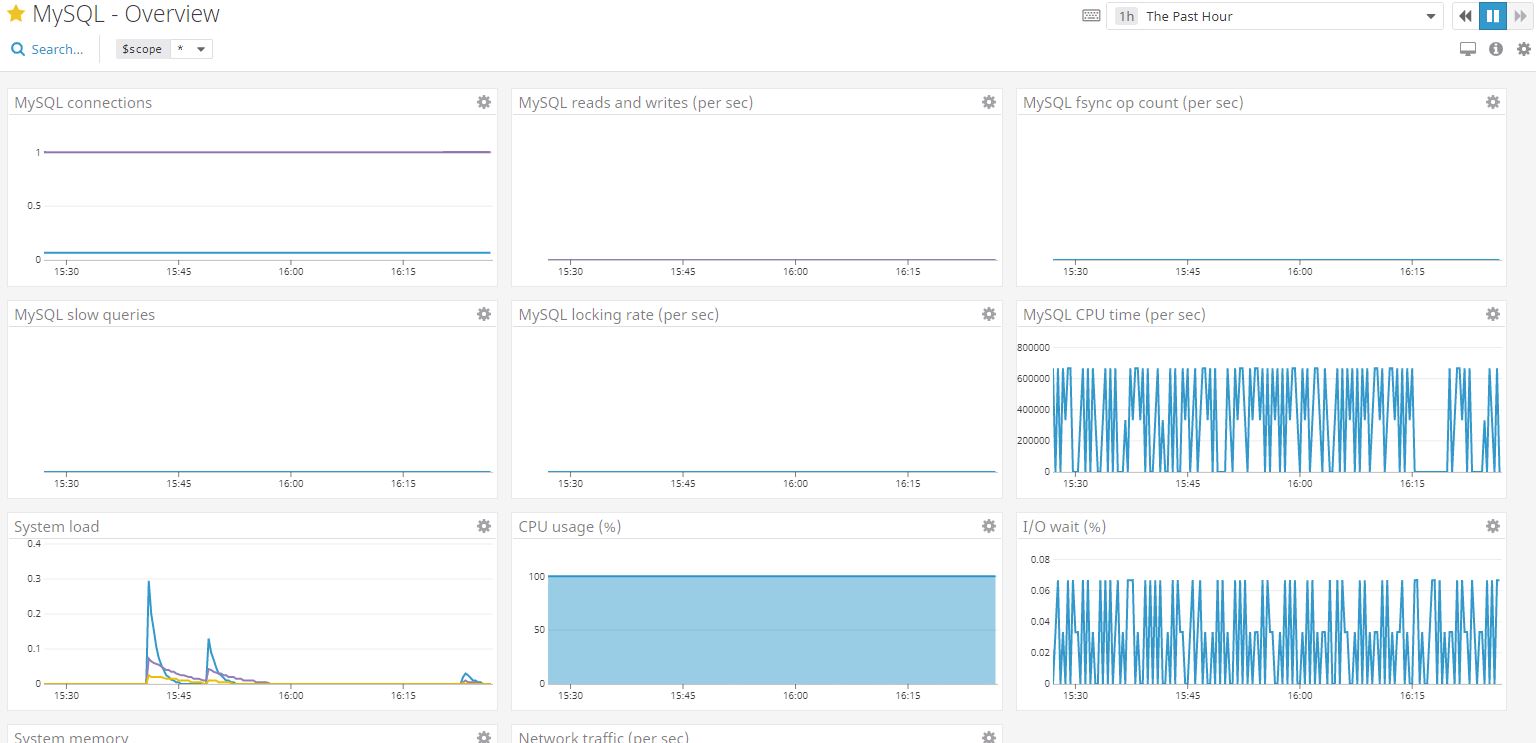 MySQL - Overview
1h The Past Hour
Search... $scope *
MySQL connections
1
0.5
0
15:30 15:45 16:00 16:15
MySQL reads and writes (per sec)
15:30 15:45 16:00 16:15
MySQL fsync op count (per sec)
15:30 15:45 16:00 16:15
MySQL slow queries
15:30 15:45 16:00 16:15
MySQL locking rate (per sec)
15:30 15:45 16:00 16:15
MySQL CPU time (per sec)
800000
600000
400000
200000
0
15:30 15:45 16:00 16:15
System load
0.4
0.3
0.2
0.1
0
15:30 15:45 16:00 16:15
CPU usage (%)
100
50
0
15:30 15:45 16:00 16:15
I/O wait (%)
0.08
0.06
0.04
0.02
0
15:30 15:45 16:00 16:15
System memory
Network traffic (per sec)